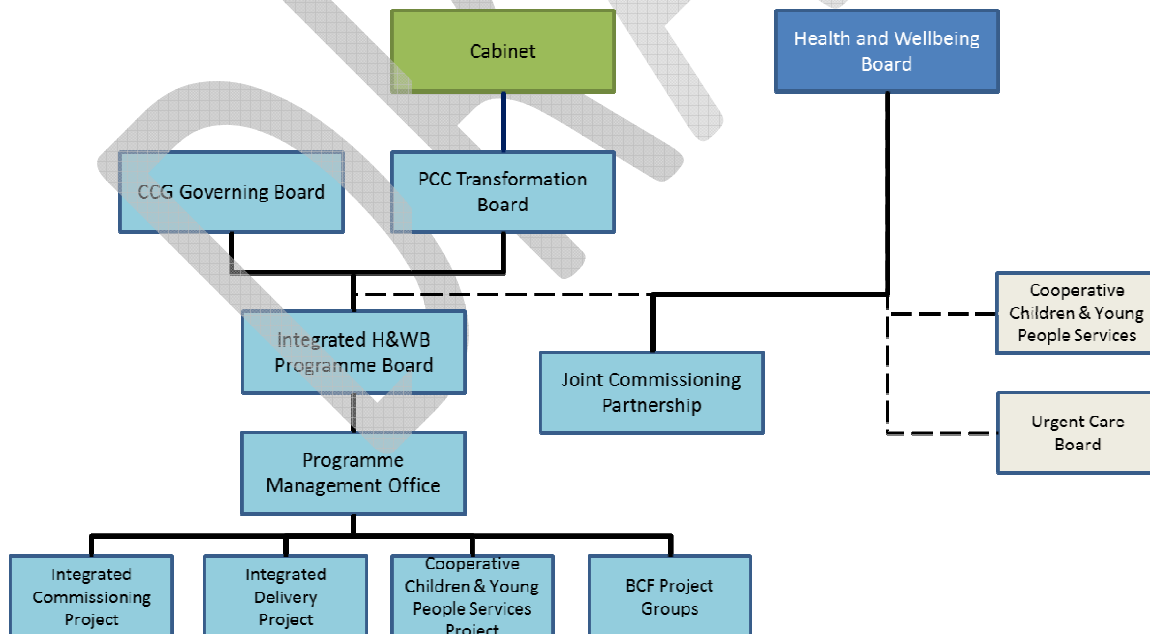 Cabinet
Health and Wellbeing
Board
CCG Governing Board
PCC Transformation
Board
Integrated H&WB
Programme Board
Joint Commissioning
Partnership
Cooperative
Children & Young
People Services
Urgent Care
Board
Programme
Management Office
Integrated
Commissioning
Project
Integrated
Delivery
Project
Cooperative
Children & Young
People Services
Project
BCF Project
Groups